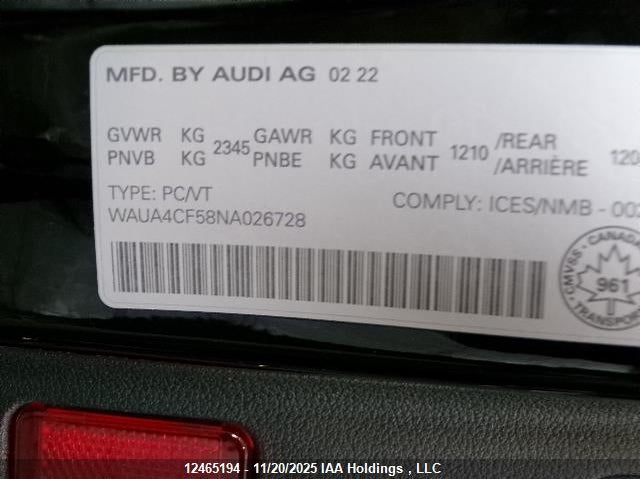 MFD. BY AUDI AG 02 22
GVWR KG 2345 GAWR KG FRONT 1210 /REAR
PNVB KG PNBE KG AVANT /ARRIÈRE
TYPE: PC/VT
COMPLY: ICES/NMB - 002
WAUA4CF58NA026728
CANADA
CMVSS
961
TRANSPORT
12465194 - 11/20/2025 IAA Holdings , LLC